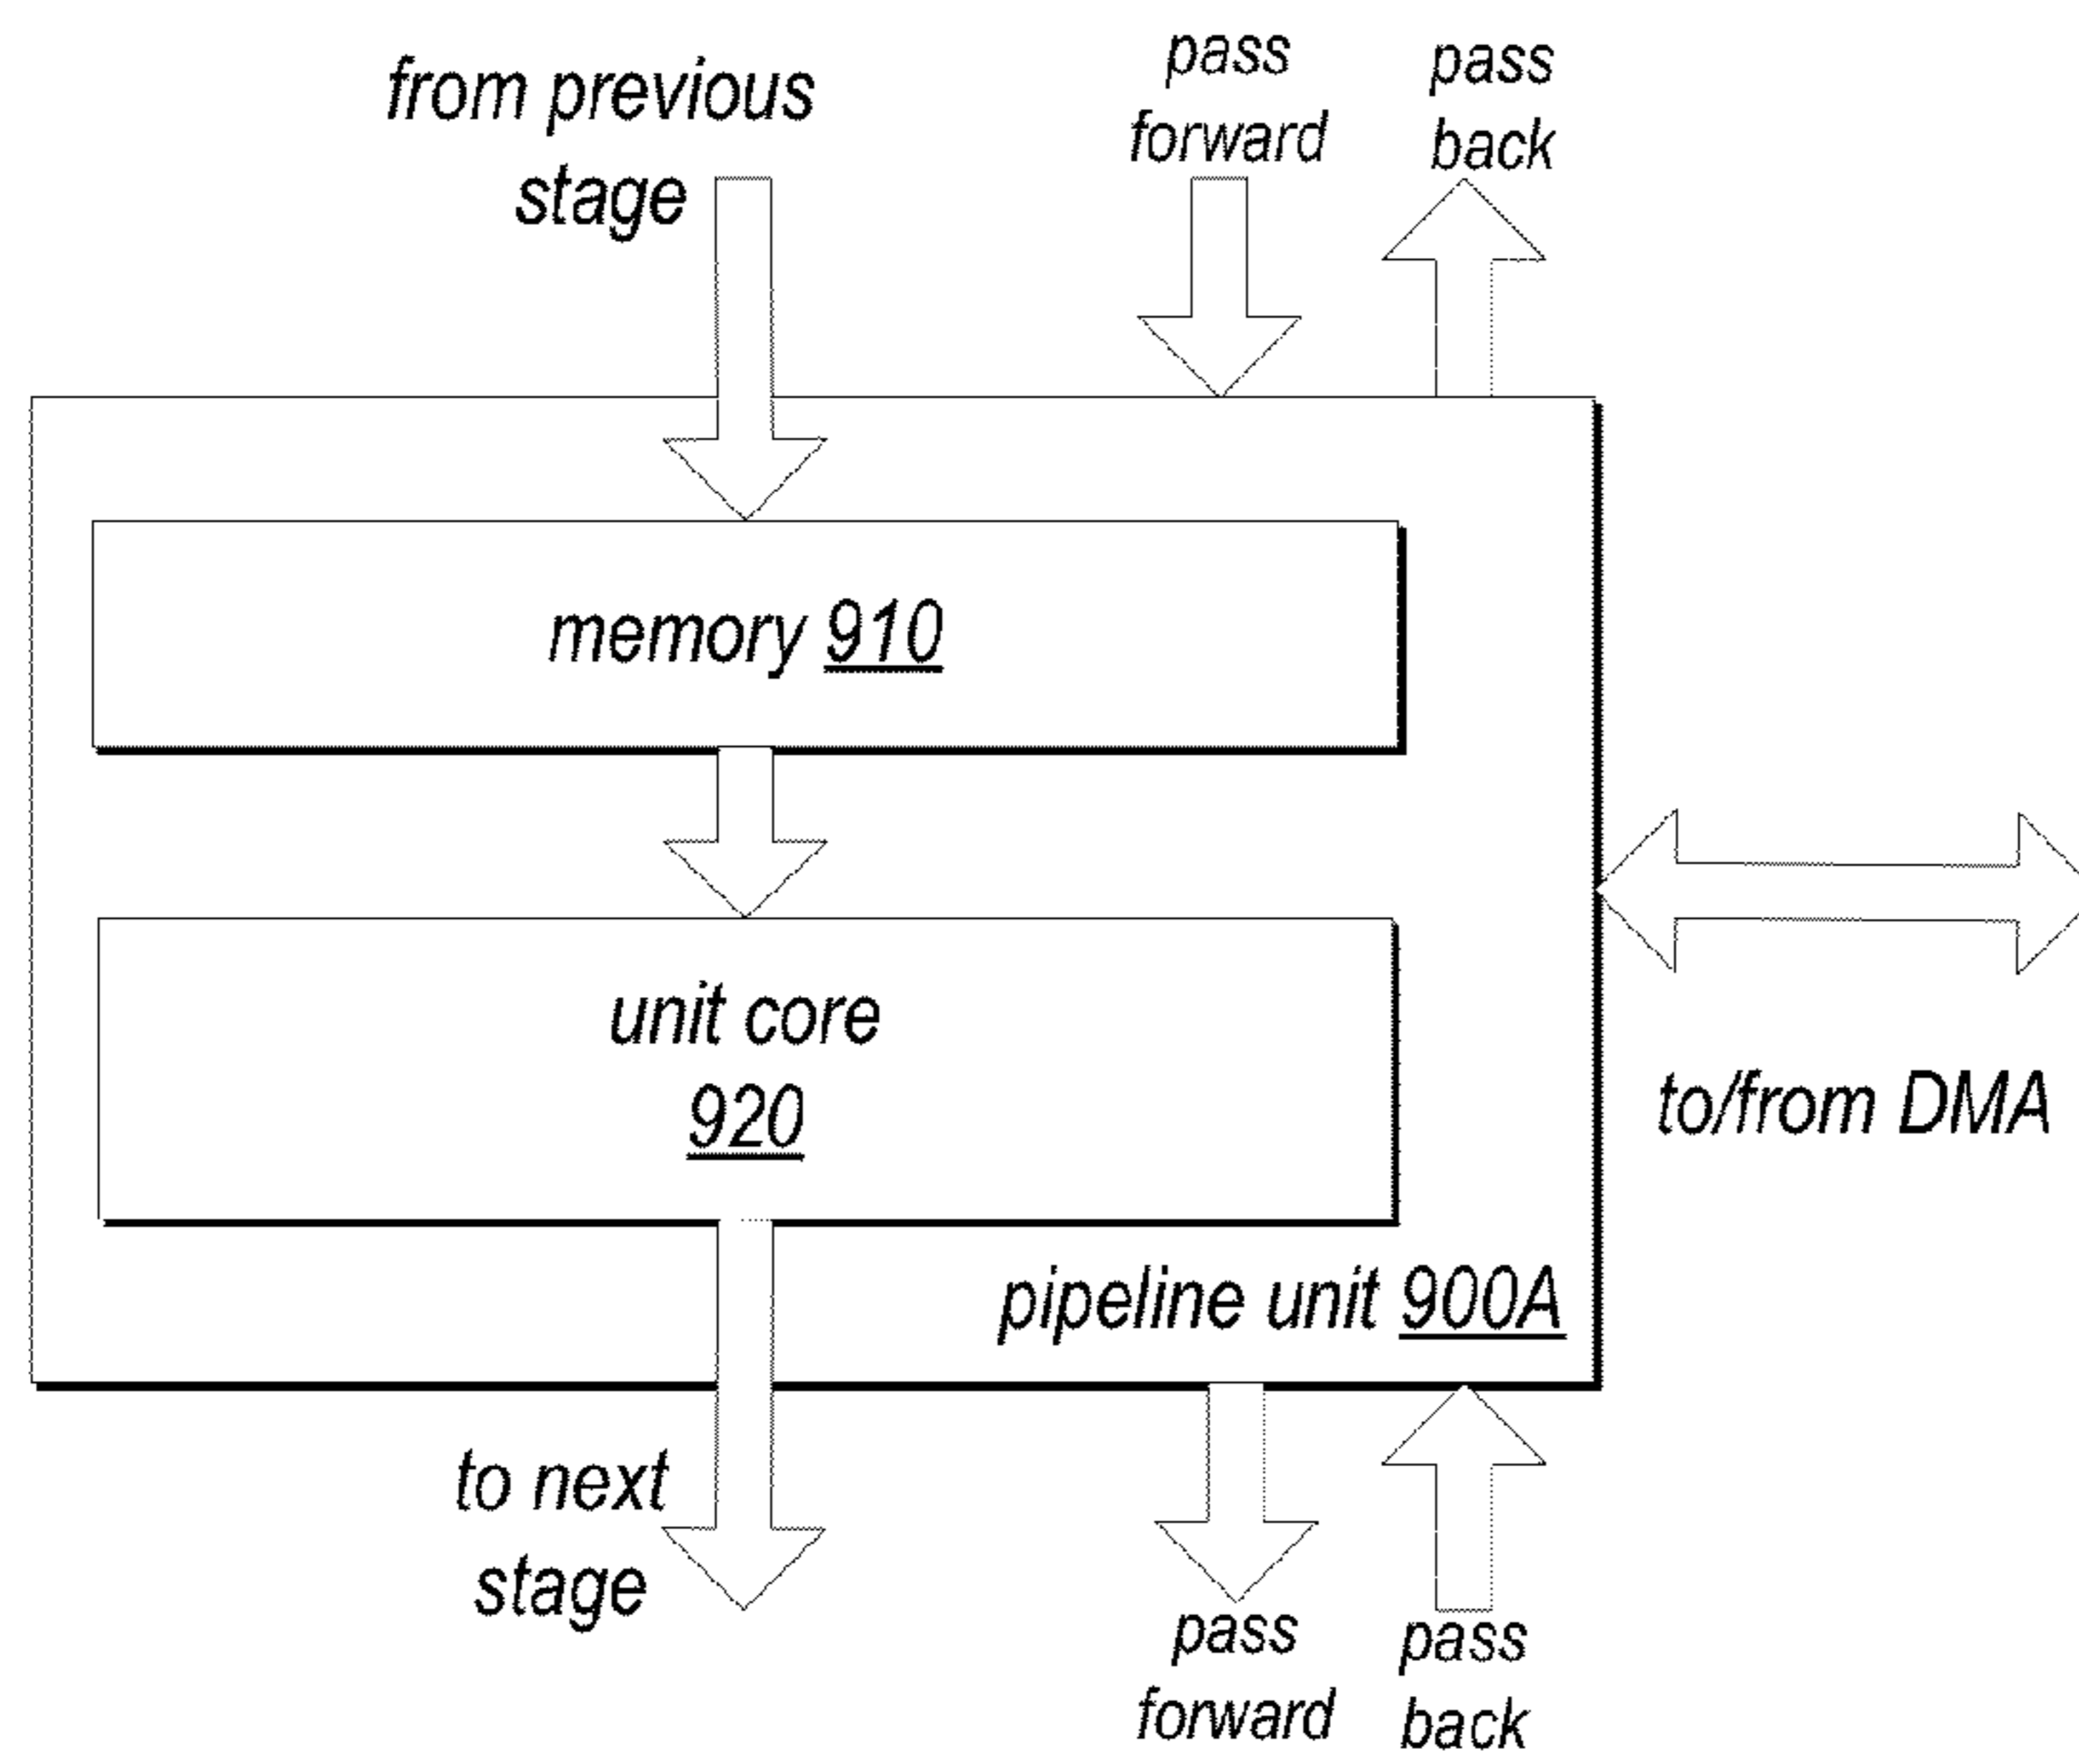 from previous
stage
pass
forward
pass
back
memory 910
unit core
920
to/from DMA
pipeline unit 900A
to next
stage
pass
forward
pass
back